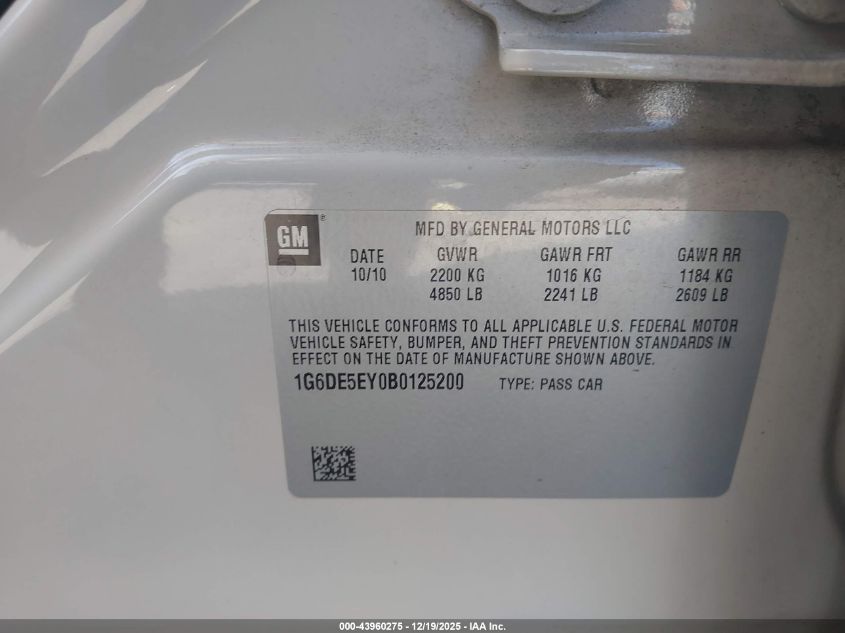 GM ®
MFD BY GENERAL MOTORS LLC
DATE GVWR GAWR FRT GAWR RR
10/10 2200 KG 1016 KG 1184 KG
4850 LB 2241 LB 2609 LB
THIS VEHICLE CONFORMS TO ALL APPLICABLE U.S. FEDERAL MOTOR
VEHICLE SAFETY, BUMPER, AND THEFT PREVENTION STANDARDS IN
EFFECT ON THE DATE OF MANUFACTURE SHOWN ABOVE.
1G6DE5EY0B0125200 TYPE: PASS CAR
000-43960275 - 12/19/2025 - IAA Inc.